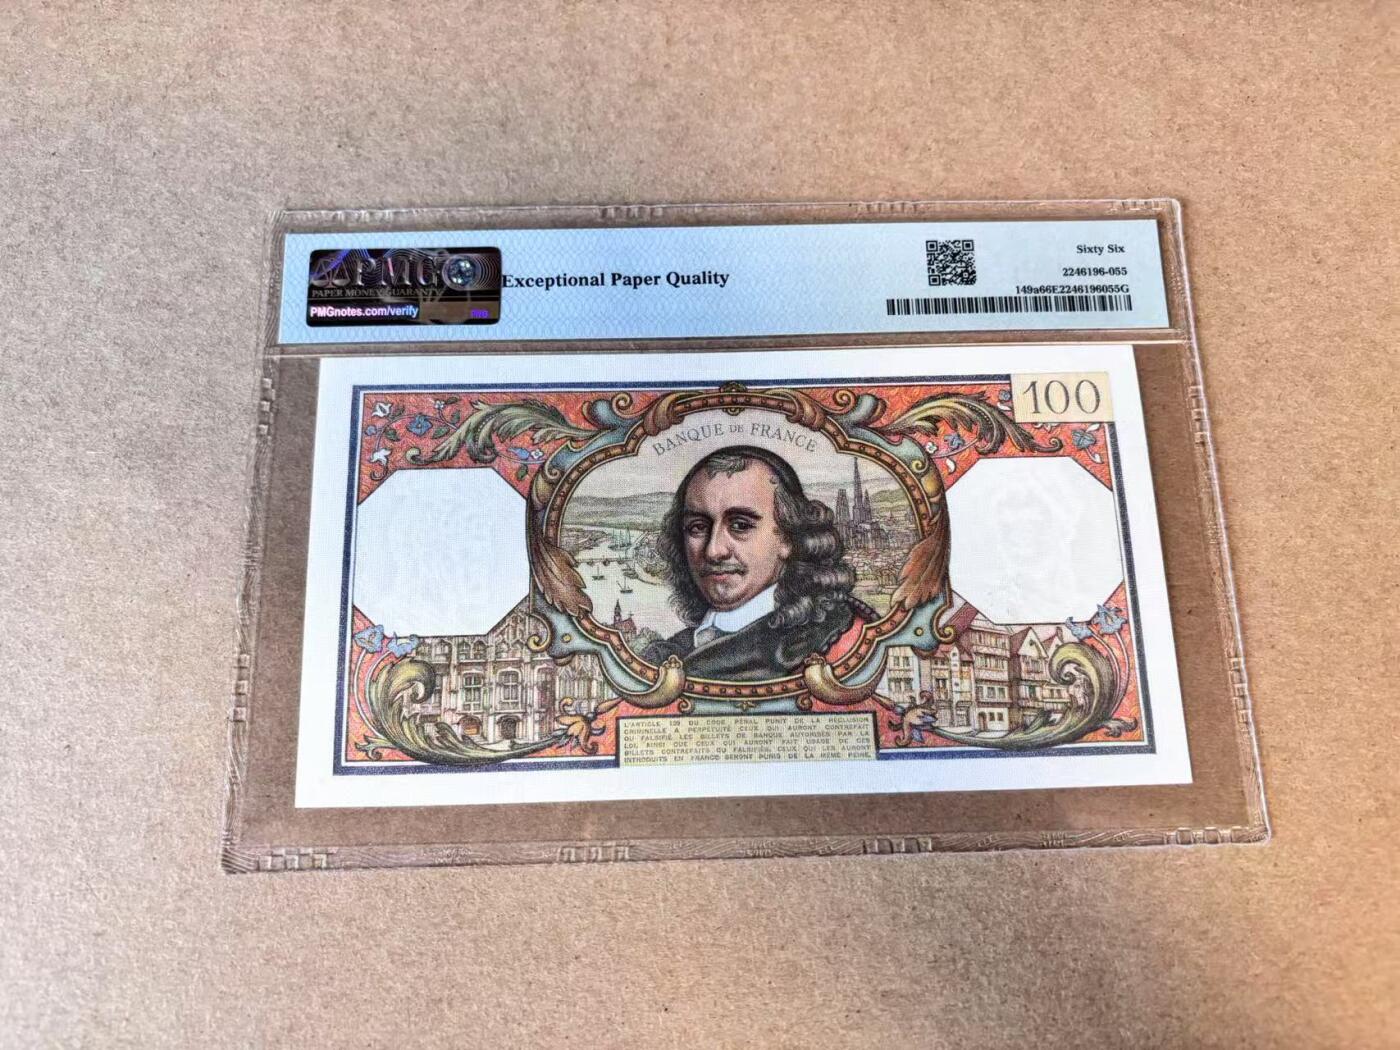 PMG
PAPER MONEY GUARANTY
PMGnotes.com/verify
PMG
Exceptional Paper Quality
Sixty Six
2246196-055
149a66E2246196055G
100
BANQUE DE FRANCE
L'ARTICLE 139 DU CODE PÉNAL PUNIT DE LA RÉCLUSION
CRIMINELLE À PERPÉTUITÉ CEUX QUI AURONT CONTREFAIT
OU FALSIFIÉ LES BILLETS DE BANQUE AUTORISÉS PAR LA
LOI, AINSI QUE CEUX QUI AURONT FAIT USAGE DE CES
BILLETS CONTREFAITS OU FALSIFIÉS, CEUX QUI LES AURONT
INTRODUITS EN FRANCE SERONT PUNIS DE LA MÊME PEINE.